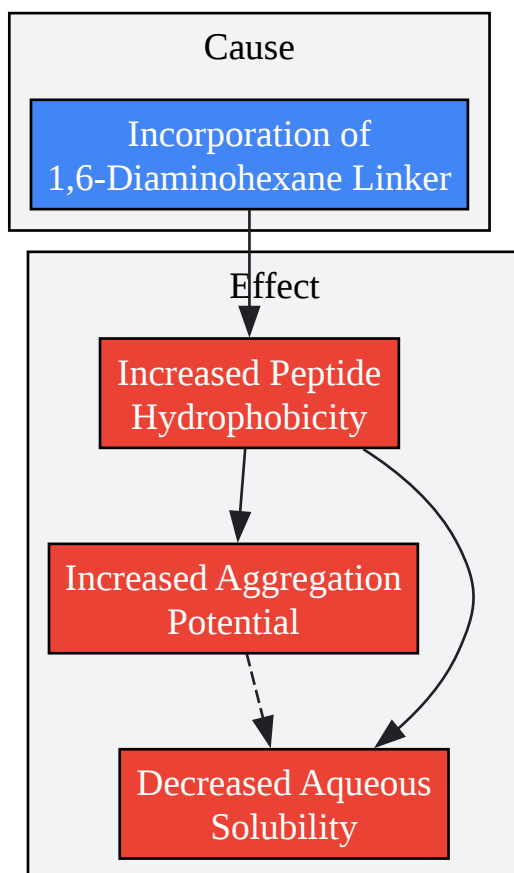 Cause
Incorporation of
1,6-Diaminohexane Linker
Effect
Increased Peptide
Hydrophobicity
Increased Aggregation
Potential
Decreased Aqueous
Solubility